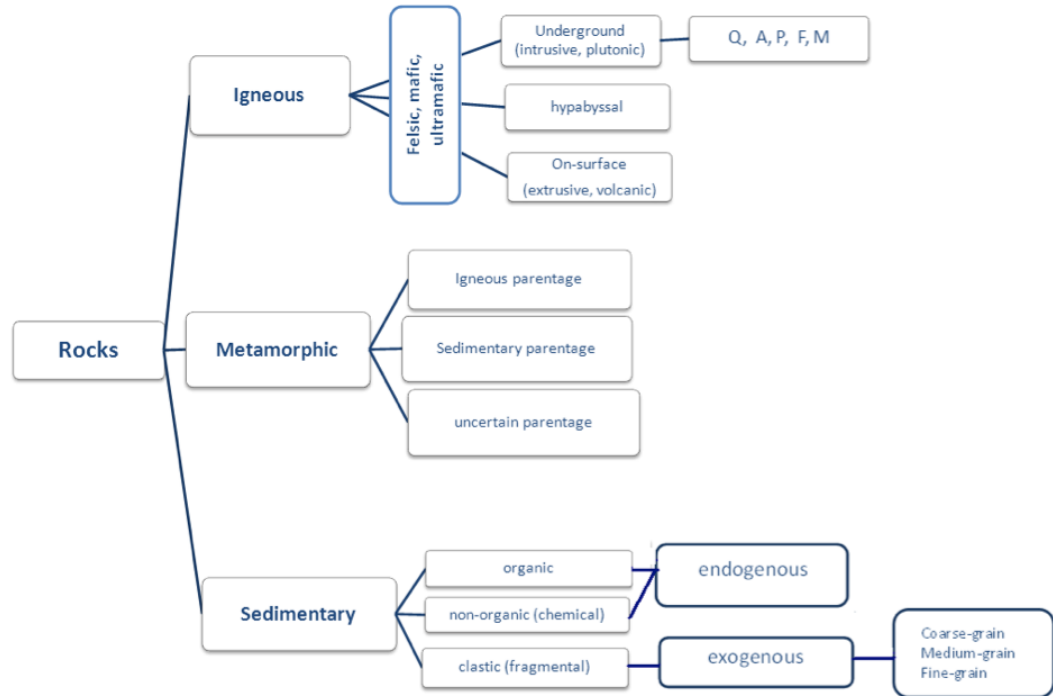 Rocks
Igneous
Felsic, mafic,
ultramafic
Underground
(intrusive, plutonic)
Q, A, P, F, M
hypabyssal
On-surface
(extrusive, volcanic)
Metamorphic
Igneous parentage
Sedimentary parentage
uncertain parentage
Sedimentary
organic
non-organic (chemical)
endogenous
clastic (fragmental)
exogenous
Coarse-grain
Medium-grain
Fine-grain